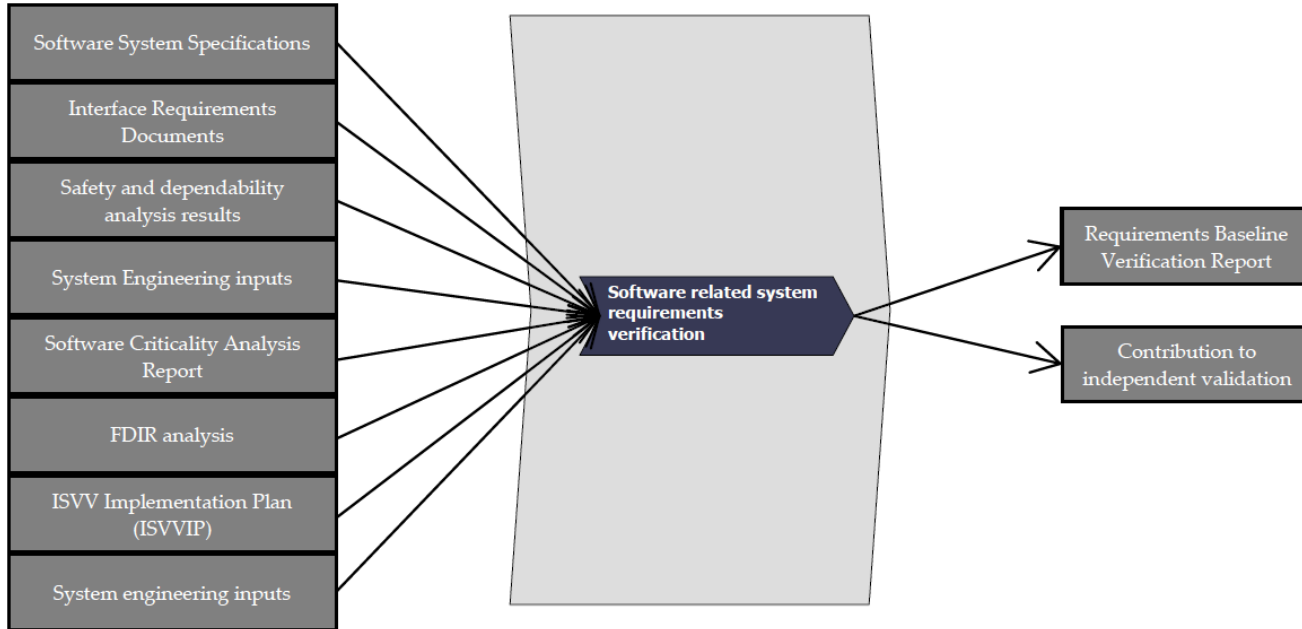 Software System Specifications
Interface Requirements
Documents
Safety and dependability
analysis results
System Engineering inputs
Software Criticality Analysis
Report
FDIR analysis
ISVV Implementation Plan
(ISVVIP)
System engineering inputs
Software related system
requirements
verification
Requirements Baseline
Verification Report
Contribution to
independent validation